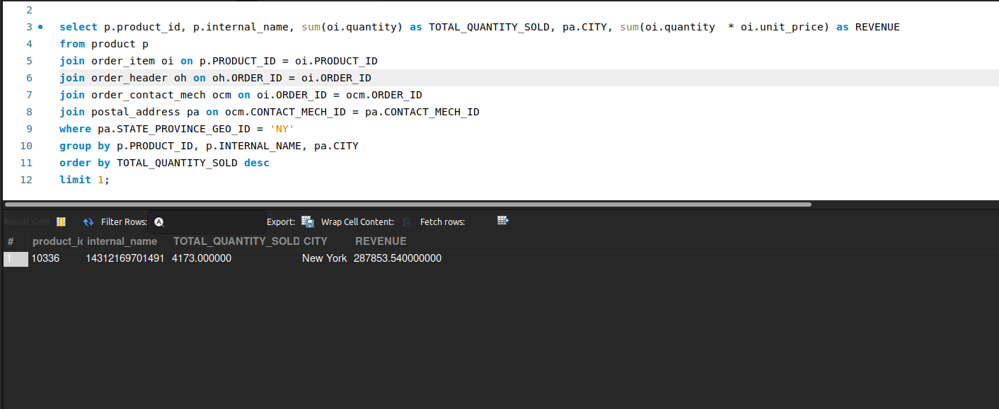 2
3 select p.product_id, p.internal_name, sum(oi.quantity) as TOTAL_QUANTITY_SOLD, pa.CITY, sum(oi.quantity  * oi.unit_price) as REVENUE
4 from product p
5 join order_item oi on p.PRODUCT_ID = oi.PRODUCT_ID
6 join order_header oh on oh.ORDER_ID = oi.ORDER_ID
7 join order_contact_mech ocm on oi.ORDER_ID = ocm.ORDER_ID
8 join postal_address pa on ocm.CONTACT_MECH_ID = pa.CONTACT_MECH_ID
9 where pa.STATE_PROVINCE_GEO_ID = 'NY'
10 group by p.PRODUCT_ID, p.INTERNAL_NAME, pa.CITY
11 order by TOTAL_QUANTITY_SOLD desc
12 limit 1;
Result Grid Filter Rows: Export: Wrap Cell Content: Fetch rows:
# product_id internal_name TOTAL_QUANTITY_SOLD CITY REVENUE
1 10336 14312169701491 4173.000000 New York 287853.540000000